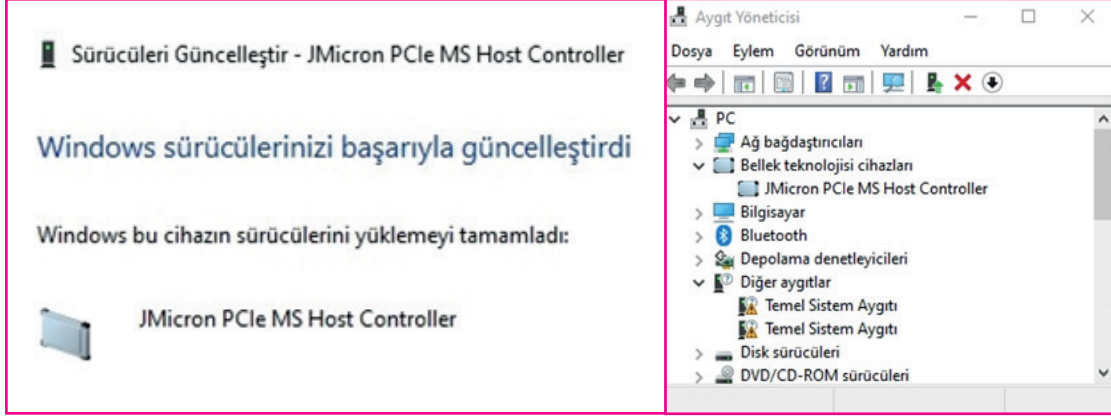 Sürücüleri Güncelleştir - JMicron PCIe MS Host Controller
Windows sürücülerinizi başarıyla güncelleştirdi
Windows bu cihazın sürücülerini yüklemeyi tamamladı:
JMicron PCIe MS Host Controller
Aygıt Yöneticisi
Dosya Eylem Görünüm Yardım
PC
Ağ bağdaştırıcıları
Bellek teknolojisi cihazları
JMicron PCIe MS Host Controller
Bilgisayar
Bluetooth
Depolama denetleyicileri
Diğer aygıtlar
Temel Sistem Aygıtı
Temel Sistem Aygıtı
Disk sürücüleri
DVD/CD-ROM sürücüleri